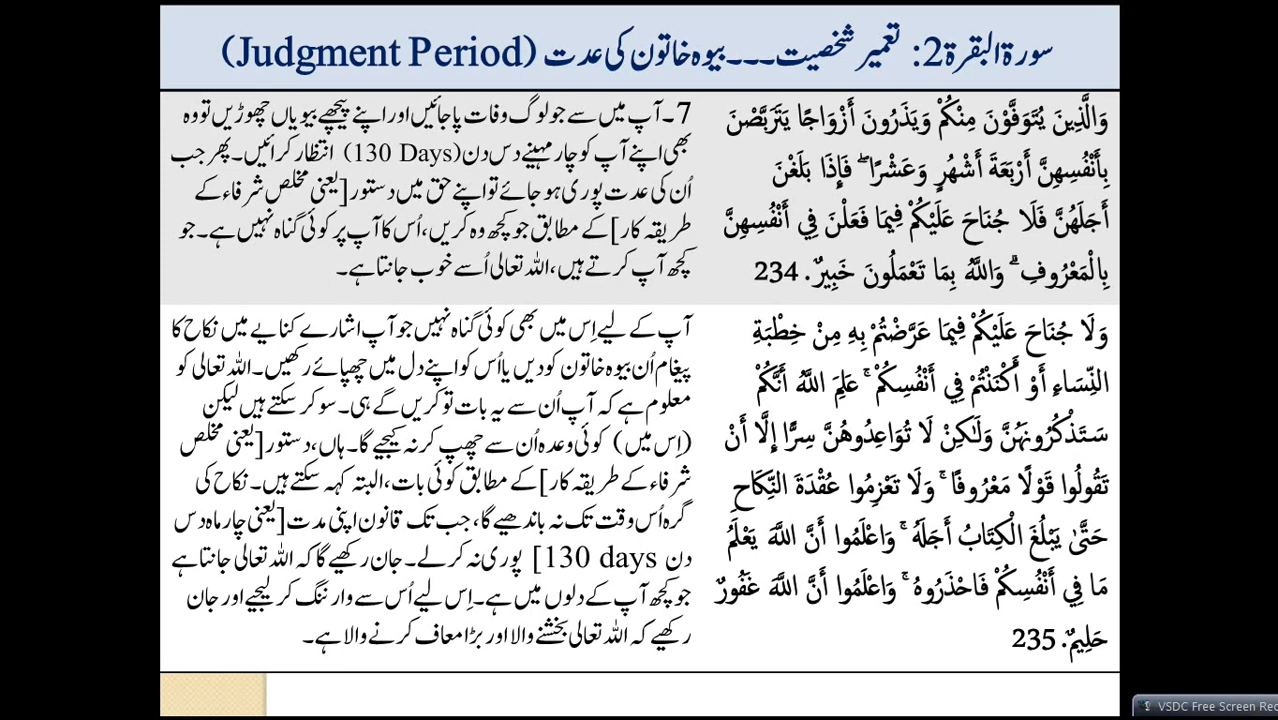 سورۃ البقرۃ 2: تعمیر شخصیت۔۔۔بیوہ خاتون کی عدت (Judgment Period)
وَالَّذِينَ يُتَوَفَّوْنَ مِنْكُمْ وَيَذَرُونَ أَزْوَاجًا يَتَرَبَّصْنَ
بِأَنْفُسِهِنَّ أَرْبَعَةَ أَشْهُرٍ وَعَشْرًا ۖ فَإِذَا بَلَغْنَ
أَجَلَهُنَّ فَلَا جُنَاحَ عَلَيْكُمْ فِيمَا فَعَلْنَ فِي أَنْفُسِهِنَّ
بِالْمَعْرُوفِ ۗ وَاللَّهُ بِمَا تَعْمَلُونَ خَبِيرٌ. 234
7۔ آپ میں سے جو لوگ وفات پا جائیں اور اپنے پیچھے بیویاں چھوڑیں تو وہ
بھی اپنے آپ کو چار مہینے دس دن (130 Days) انتظار کرائیں۔ پھر جب
اُن کی عدت پوری ہو جائے تو اپنے حق میں دستور [یعنی مخلص شرفاء کے
طریقہ کار] کے مطابق جو کچھ وہ کریں، اُس کا آپ پر کوئی گناہ نہیں ہے۔ جو
کچھ آپ کرتے ہیں، اللہ تعالی اُسے خوب جانتا ہے۔
وَلَا جُنَاحَ عَلَيْكُمْ فِيمَا عَرَّضْتُمْ بِهِ مِنْ خِطْبَةِ
النِّسَاءِ أَوْ أَكْنَنْتُمْ فِي أَنْفُسِكُمْ ۚ عَلِمَ اللَّهُ أَنَّكُمْ
سَتَذْكُرُونَهُنَّ وَلَٰكِنْ لَا تُوَاعِدُوهُنَّ سِرًّا إِلَّا أَنْ
تَقُولُوا قَوْلًا مَعْرُوفًا ۚ وَلَا تَعْزِمُوا عُقْدَةَ النِّكَاحِ
حَتَّىٰ يَبْلُغَ الْكِتَابُ أَجَلَهُ ۚ وَاعْلَمُوا أَنَّ اللَّهَ يَعْلَمُ
مَا فِي أَنْفُسِكُمْ فَاحْذَرُوهُ ۚ وَاعْلَمُوا أَنَّ اللَّهَ غَفُورٌ
حَلِيمٌ. 235
آپ کے لیے اِس میں بھی کوئی گناہ نہیں جو آپ اشارے کنایے میں نکاح کا
پیغام اُن بیوہ خاتون کو دیں یا اُس کو اپنے دل میں چھپائے رکھیں۔ اللہ تعالی کو
معلوم ہے کہ آپ اُن سے یہ بات تو کریں گے ہی۔ سو کر سکتے ہیں لیکن
(اِس میں) کوئی وعدہ اُن سے چھپ کر نہ کیجیے گا۔ ہاں، دستور [یعنی مخلص
شرفاء کے طریقہ کار] کے مطابق کوئی بات، البتہ کہہ سکتے ہیں۔ نکاح کی
گرہ اُس وقت تک نہ باندھیے گا، جب تک قانون اپنی مدت [یعنی چار ماہ دس
دن 130 days] پوری نہ کر لے۔ جان رکھیے گا کہ اللہ تعالی جانتا ہے
جو کچھ آپ کے دلوں میں ہے۔ اِس لیے اُس سے وارننگ کر لیجیے اور جان
رکھیے کہ اللہ تعالی بخشنے والا اور بڑا معاف کرنے والا ہے۔
VSDC Free Screen Rec